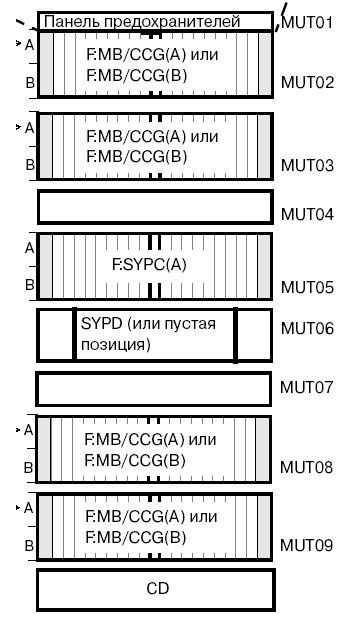 Панель предохранителей MUT01
A
F:MB/CCG(A) или
F:MB/CCG(B)
B MUT02
A
F:MB/CCG(A) или
F:MB/CCG(B)
B MUT03
MUT04
A
F:SYPC(A)
B MUT05
SYPD (или пустая MUT06
позиция)
MUT07
A F:MB/CCG(A) или
F:MB/CCG(B)
B MUT08
A F:MB/CCG(A) или
F:MB/CCG(B)
B MUT09
CD